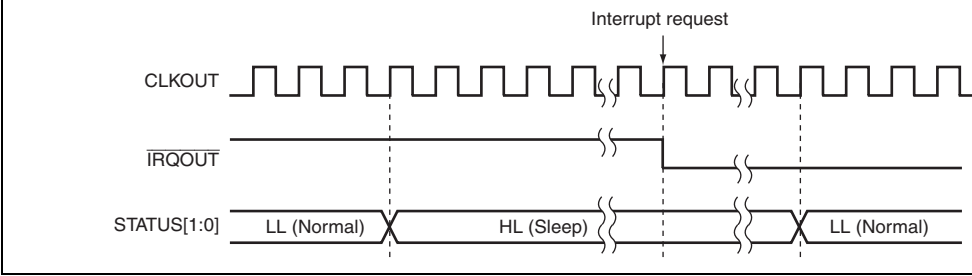 Interrupt request
CLKOUT
IRQOUT
STATUS[1:0]
LL (Normal)
HL (Sleep)
LL (Normal)